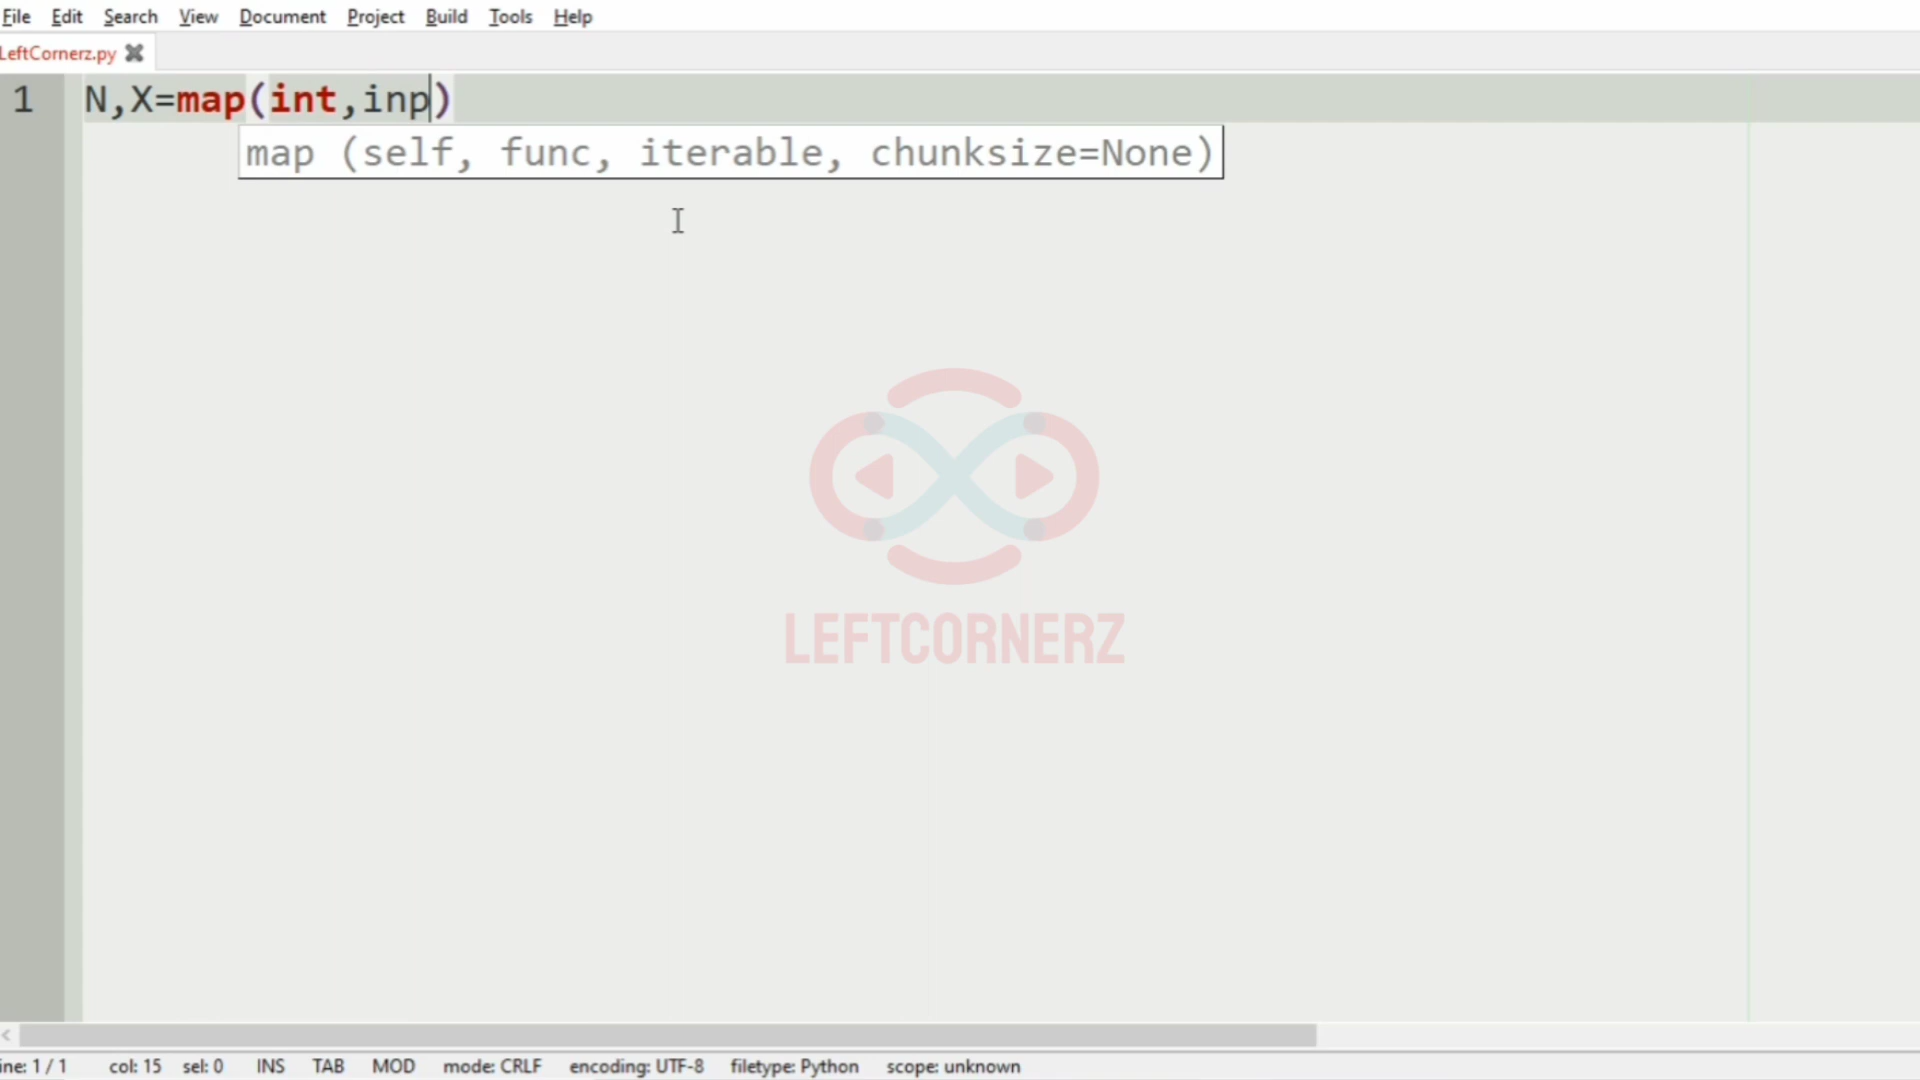 File Edit Search View Document Project Build Tools Help
LeftCornerz.py
1 N,X=map(int,inp)
map (self, func, iterable, chunksize=None)
LEFTCORNERZ
ine: 1 / 1 col: 15 sel: 0 INS TAB MOD mode: CRLF encoding: UTF-8 filetype: Python scope: unknown